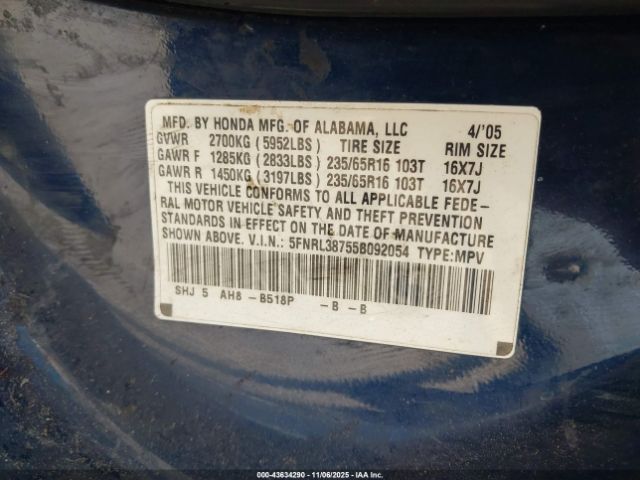 MFD. BY HONDA MFG. OF ALABAMA, LLC 4/'05
GVWR 2700KG ( 5952LBS ) TIRE SIZE RIM SIZE
GAWR F 1285KG ( 2833LBS ) 235/65R16 103T 16X7J
GAWR R 1450KG ( 3197LBS ) 235/65R16 103T 16X7J
THIS VEHICLE CONFORMS TO ALL APPLICABLE FEDE-
RAL MOTOR VEHICLE SAFETY AND THEFT PREVENTION
STANDARDS IN EFFECT ON THE DATE OF MANUFACTURE
SHOWN ABOVE. V.I.N.: 5FNRL38755B092054 TYPE:MPV
SHJ 5 AH8 - B518P - B - B
000-43634290 - 11/06/2025 - IAA Inc.